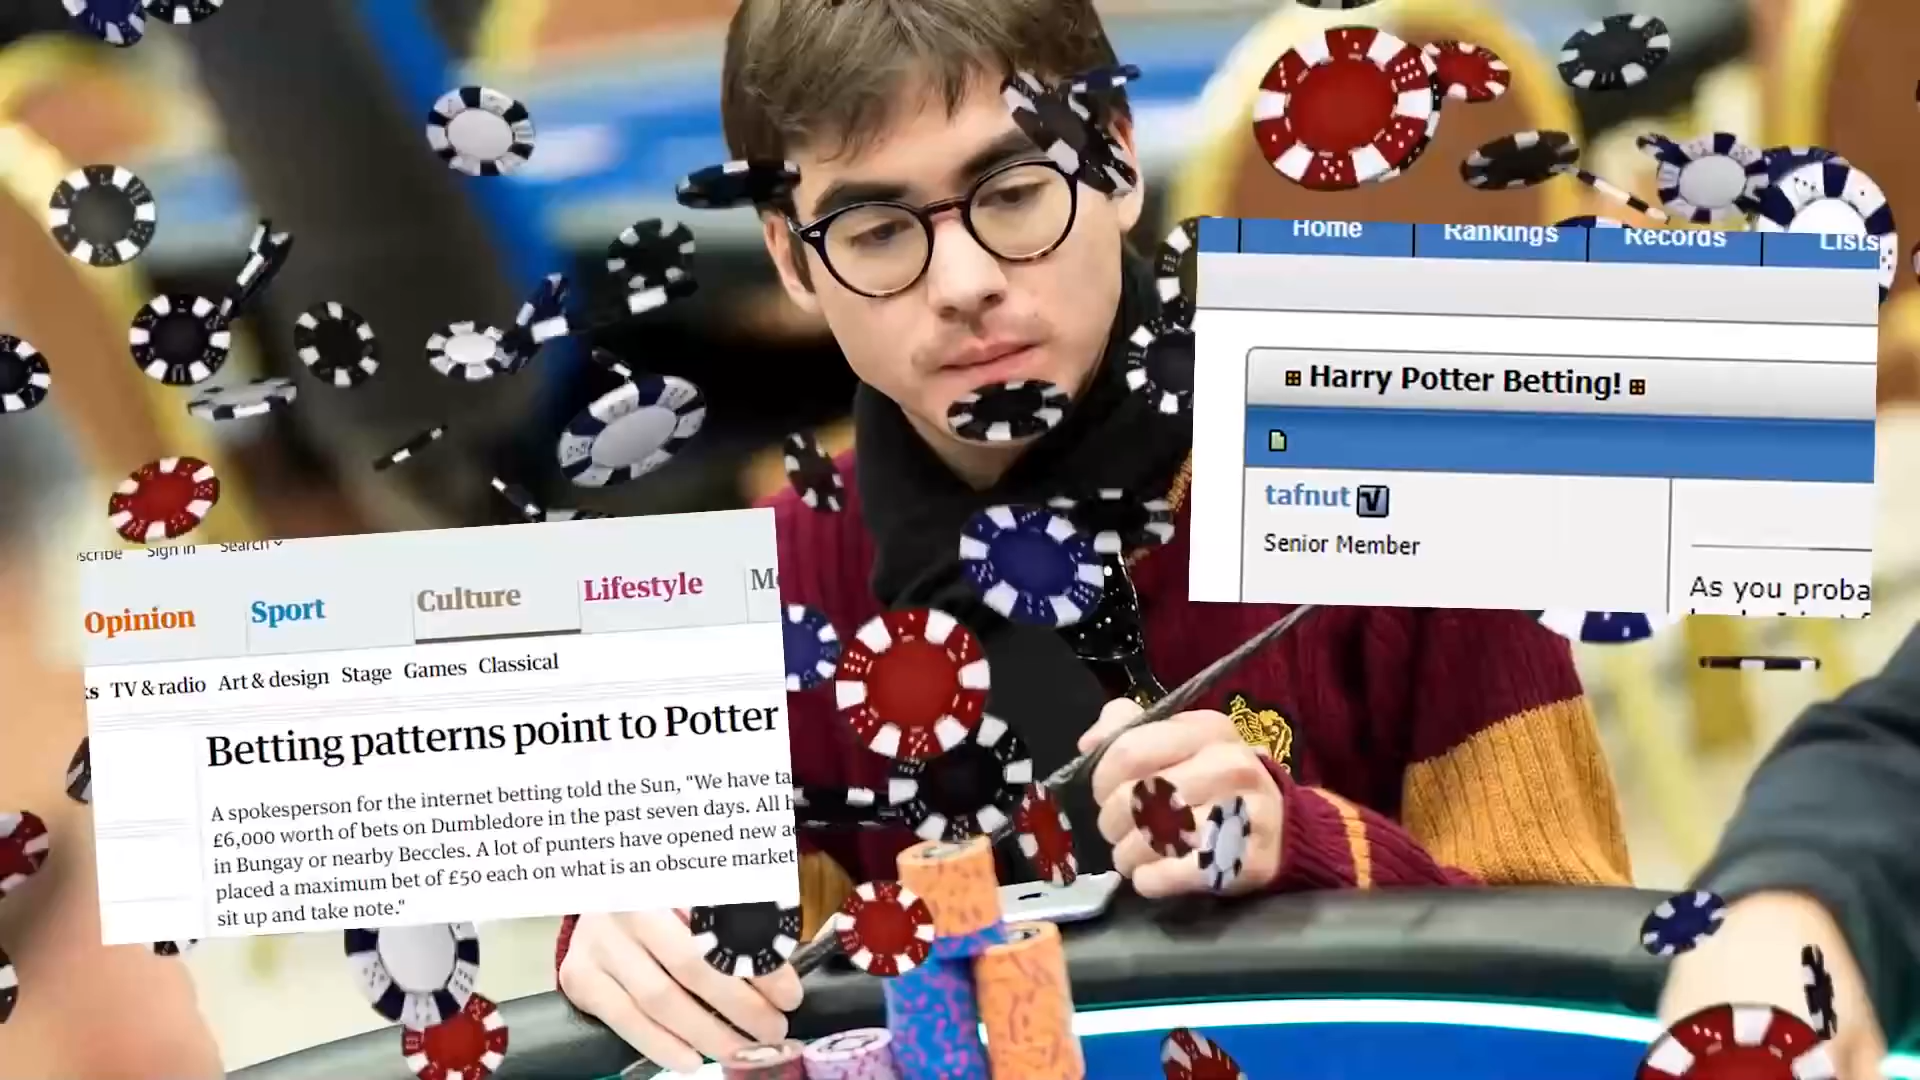 Sign in Search
Opinion Sport Culture Lifestyle
TV & radio Art & design Stage Games Classical
Betting patterns point to Potter
A spokesperson for the internet betting told the Sun, "We have ta
£6,000 worth of bets on Dumbledore in the past seven days. All h
in Bungay or nearby Beccles. A lot of punters have opened new a
placed a maximum bet of £50 each on what is an obscure market
sit up and take note."
Home Rankings Records Lists
Harry Potter Betting!
tafnut
Senior Member
As you proba